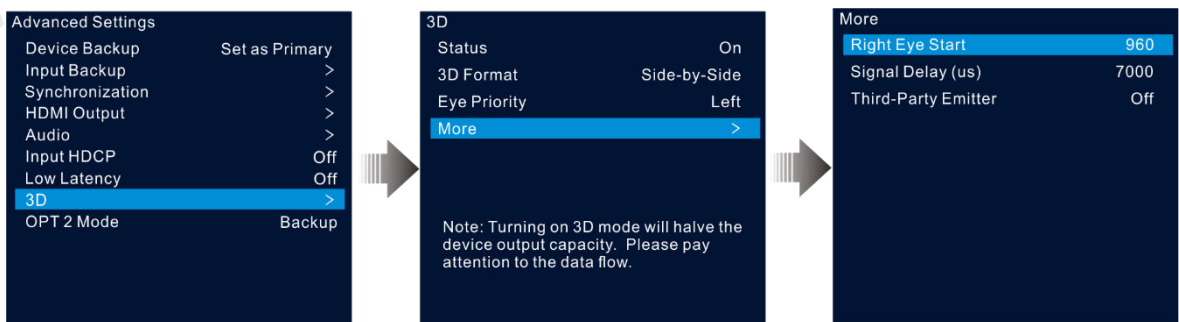 Advanced Settings
Device Backup Set as Primary
Input Backup >
Synchronization >
HDMI Output >
Audio >
Input HDCP Off
Low Latency Off
3D >
OPT 2 Mode Backup
3D
Status On
3D Format Side-by-Side
Eye Priority Left
More >
Note: Turning on 3D mode will halve the
device output capacity. Please pay
attention to the data flow.
More
Right Eye Start 960
Signal Delay (us) 7000
Third-Party Emitter Off